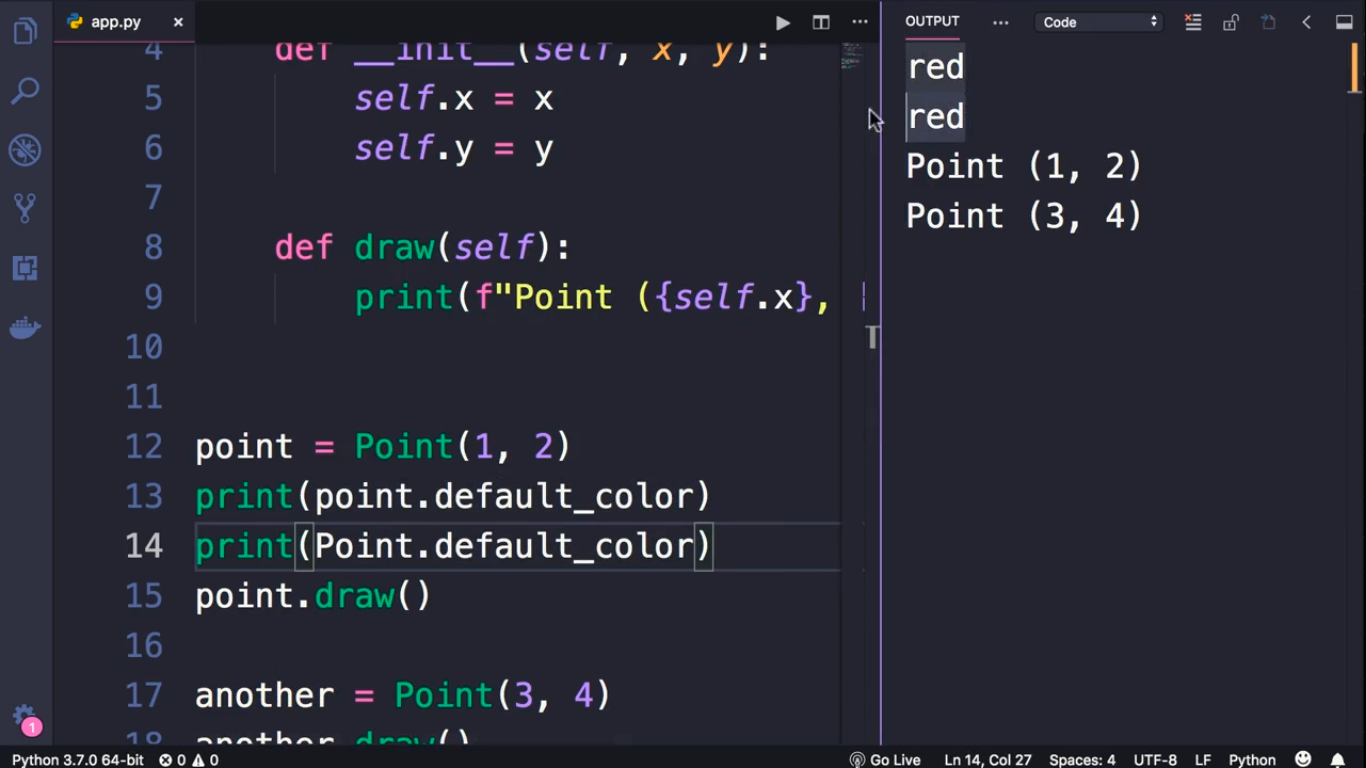 app.py
4 def __init__(self, x, y):
5 self.x = x
6 self.y = y
7
8 def draw(self):
9 print(f"Point ({self.x},
10
11
12 point = Point(1, 2)
13 print(point.default_color)
14 print(Point.default_color)
15 point.draw()
16
17 another = Point(3, 4)
18 another.draw()
OUTPUT
Code
red
red
Point (1, 2)
Point (3, 4)
1
Python 3.7.0 64-bit 0 0 Go Live Ln 14, Col 27 Spaces: 4 UTF-8 LF Python